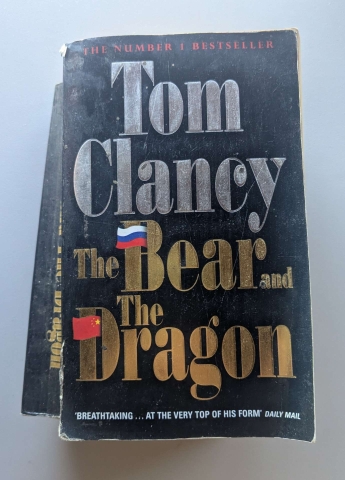 THE NUMBER 1 BESTSELLER
Tom
Clancy
The Bear and
The
Dragon
'BREATHTAKING ... AT THE VERY TOP OF HIS FORM' DAILY MAIL